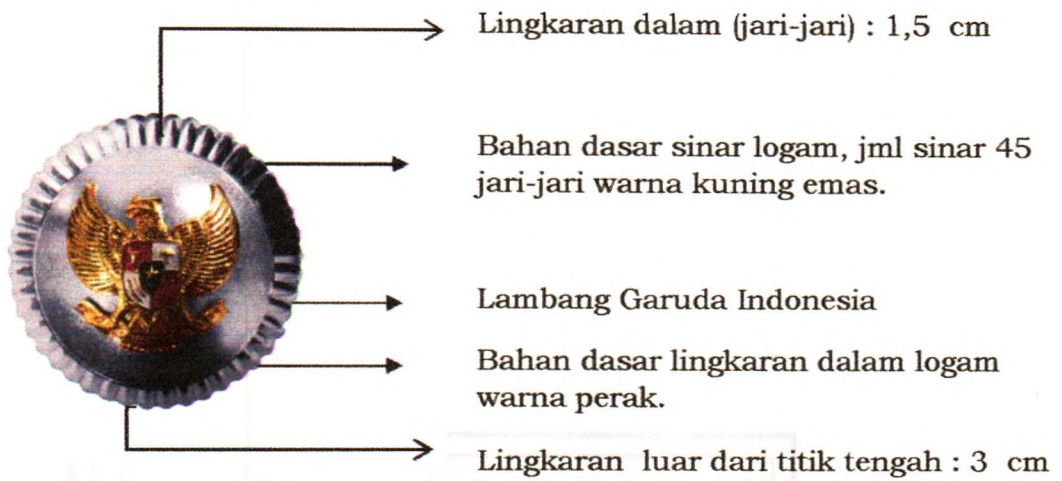 Lingkaran dalam (jari-jari) : 1,5 cm
Bahan dasar sinar logam, jml sinar 45
jari-jari warna kuning emas.
Lambang Garuda Indonesia
Bahan dasar lingkaran dalam logam
warna perak.
Lingkaran luar dari titik tengah : 3 cm